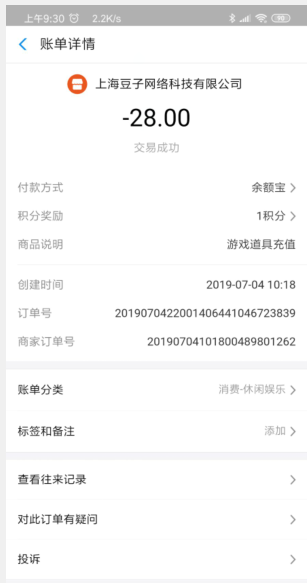 上午9:30 2.2K/s
账单详情
上海豆子网络科技有限公司
-28.00
交易成功
付款方式 余额宝
积分奖励 1积分
商品说明 游戏道具充值
创建时间 2019-07-04 10:18
订单号 2019070422001406441046723839
商家订单号 20190704101800489801262
账单分类 消费-休闲娱乐
标签和备注 添加
查看往来记录
对此订单有疑问
投诉